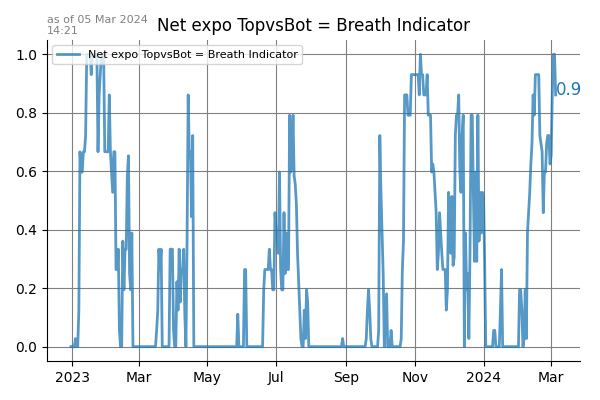 as of 05 Mar 2024
14:21
Net expo TopvsBot = Breath Indicator
Net expo TopvsBot = Breath Indicator
1.0
0.8
0.6
0.4
0.2
0.0
0.9
2023 Mar May Jul Sep Nov 2024 Mar